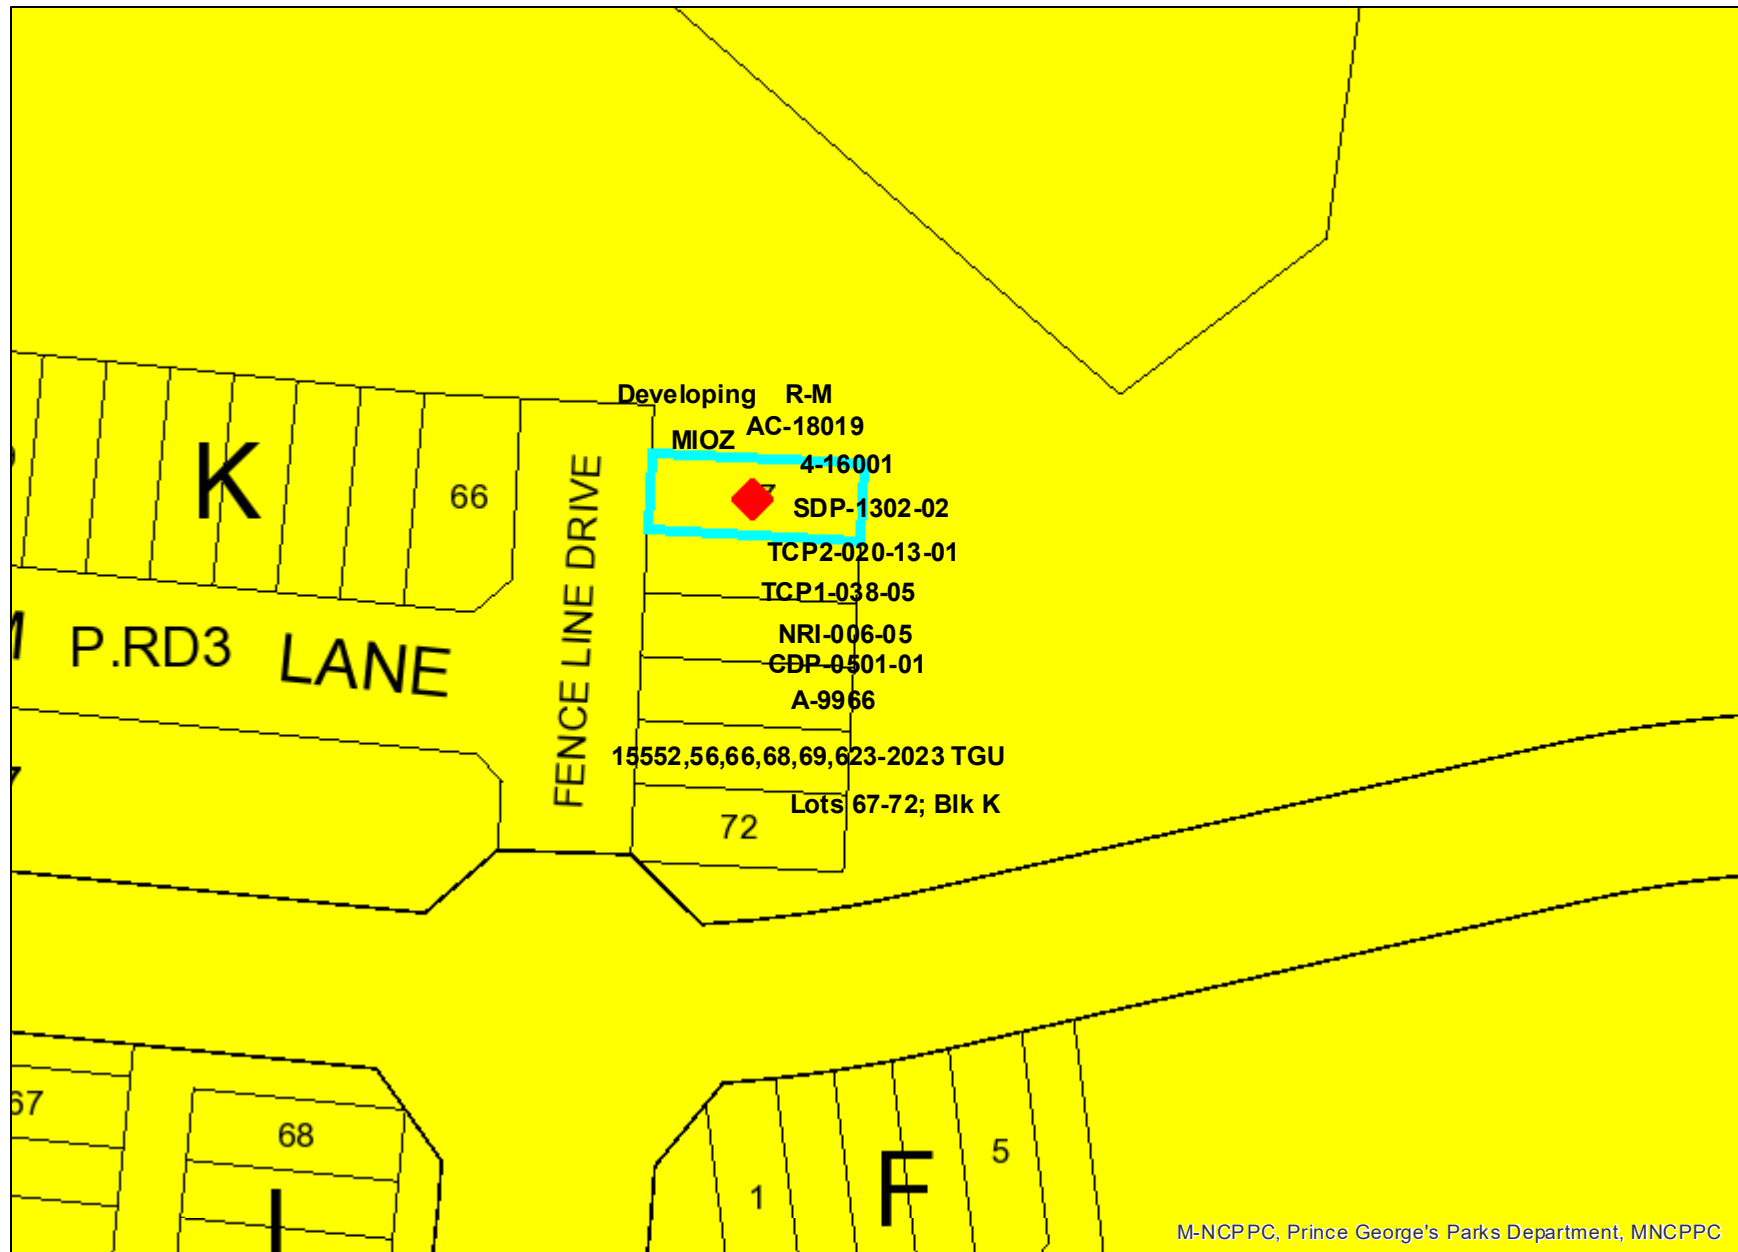 Developing R-M
AC-18019
MIOZ
4-16001
K
66
7
SDP-1302-02
TCP2-020-13-01
TCP1-038-05
NRI-006-05
P.RD3 LANE
FENCE LINE DRIVE
CDP-0501-01
A-9966
15552,56,66,68,69,623-2023 TGU
Lots 67-72; Blk K
72
67
68
5
F
1
M-NCPPC, Prince George's Parks Department, MNCPPC